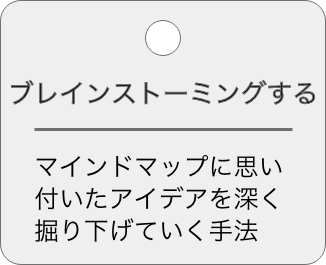 ブレインストーミングする
マインドマップに思い
付いたアイデアを深く
掘り下げていく手法